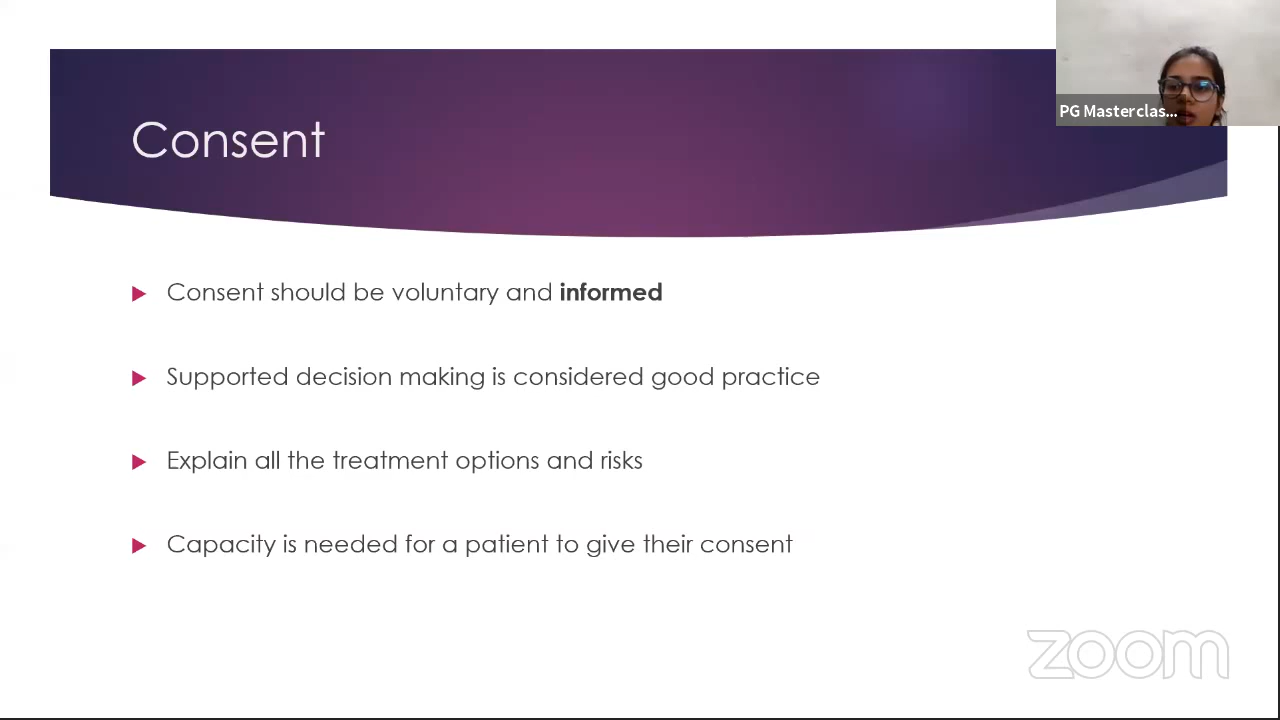 PG Masterclas...
Consent
Consent should be voluntary and informed
Supported decision making is considered good practice
Explain all the treatment options and risks
Capacity is needed for a patient to give their consent
zoom